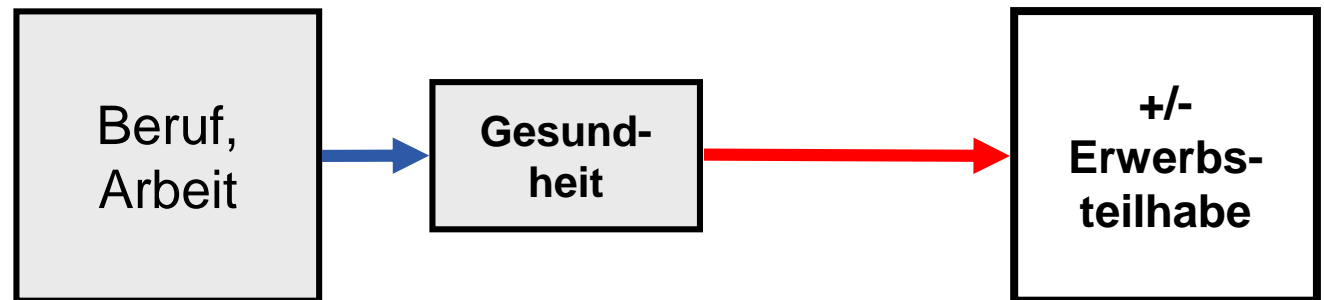 Beruf,
Arbeit
Gesund-
heit
+/-
Erwerbs-
teilhabe